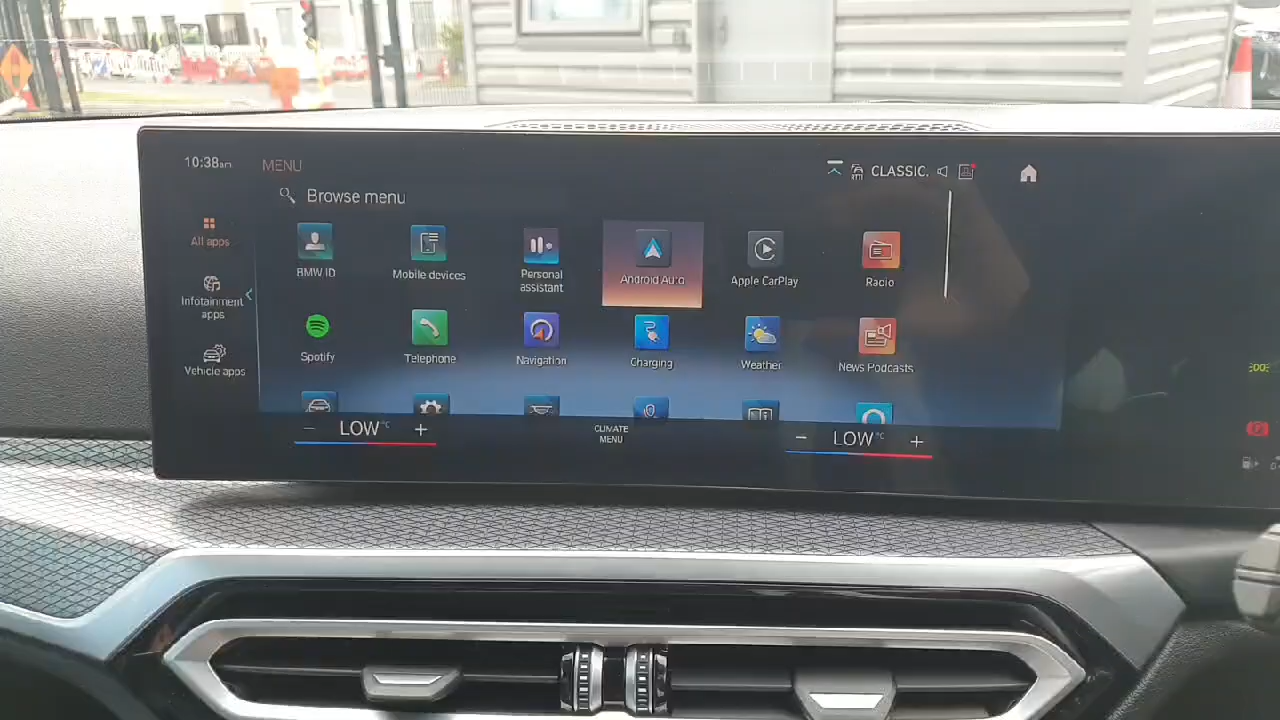 10:38am
MENU
CLASSIC.
Browse menu
All apps
Infotainment
apps
Vehicle apps
BMW ID
Mobile devices
Personal
assistant
Android Auto
Apple CarPlay
Radio
Spotify
Telephone
Navigation
Charging
Weather
News Podcasts
− LOW°C +
CLIMATE
MENU
− LOW°C +